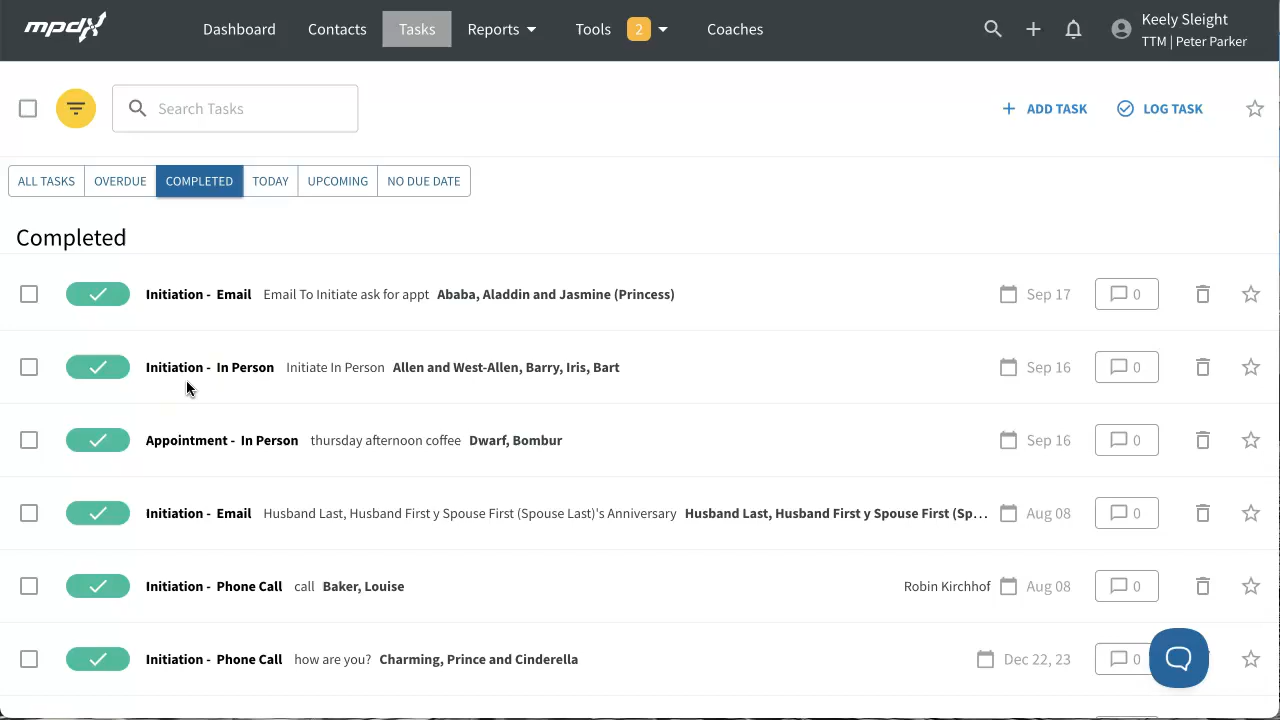 mpdx Dashboard Contacts Tasks Reports Tools 2 Coaches Keely Sleight
TTM | Peter Parker
Search Tasks ADD TASK LOG TASK
ALL TASKS OVERDUE COMPLETED TODAY UPCOMING NO DUE DATE
Completed
Initiation - Email Email To Initiate ask for appt Ababa, Aladdin and Jasmine (Princess) Sep 17 0
Initiation - In Person Initiate In Person Allen and West-Allen, Barry, Iris, Bart Sep 16 0
Appointment - In Person thursday afternoon coffee Dwarf, Bombur Sep 16 0
Initiation - Email Husband Last, Husband First y Spouse First (Spouse Last)'s Anniversary Husband Last, Husband First y Spouse First (Sp... Aug 08 0
Initiation - Phone Call call Baker, Louise Robin Kirchhof Aug 08 0
Initiation - Phone Call how are you? Charming, Prince and Cinderella Dec 22, 23 0